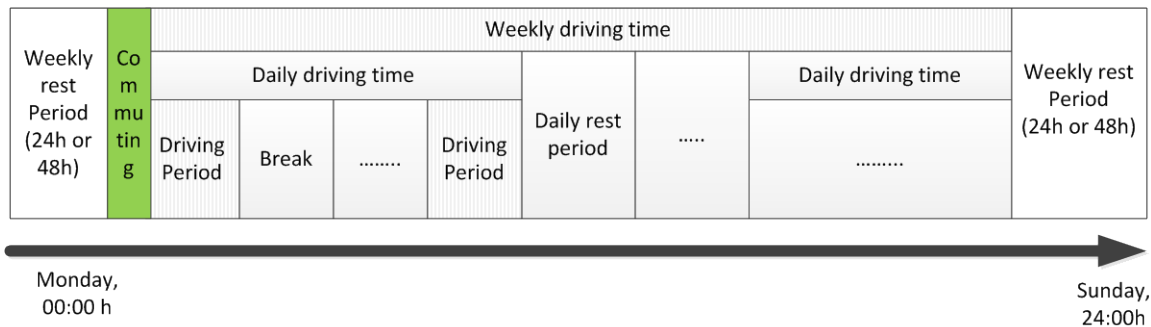 Weekly
rest
Period
(24h or
48h)
Co
m
mu
tin
g
Weekly driving time
Daily driving time
Driving
Period
Break
........
Driving
Period
Daily rest
period
.....
Daily driving time
.........
Weekly rest
Period
(24h or 48h)
Monday,
00:00 h
Sunday,
24:00h